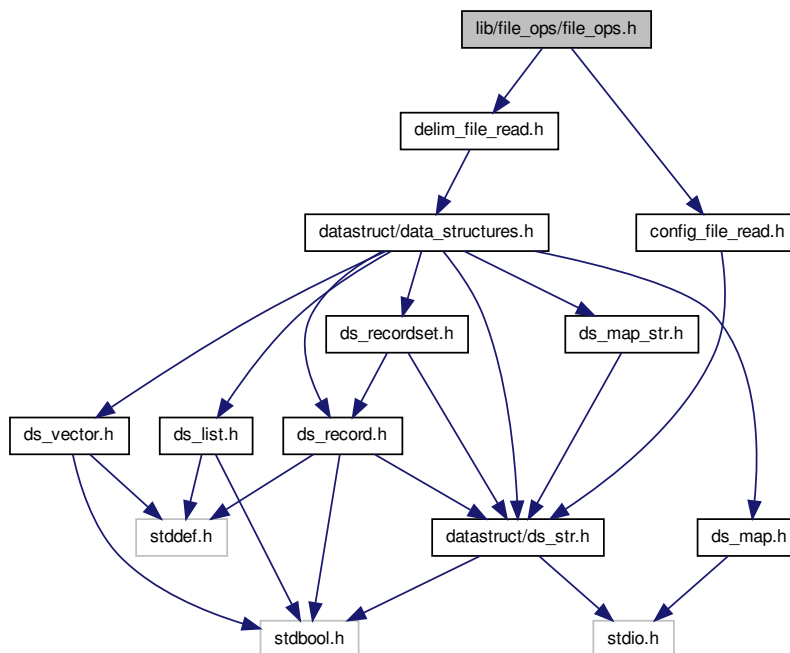 lib/file_ops/file_ops.h
delim_file_read.h
datastruct/data_structures.h
config_file_read.h
ds_recordset.h
ds_map_str.h
ds_vector.h
ds_list.h
ds_record.h
stddef.h
datastruct/ds_str.h
ds_map.h
stdbool.h
stdio.h